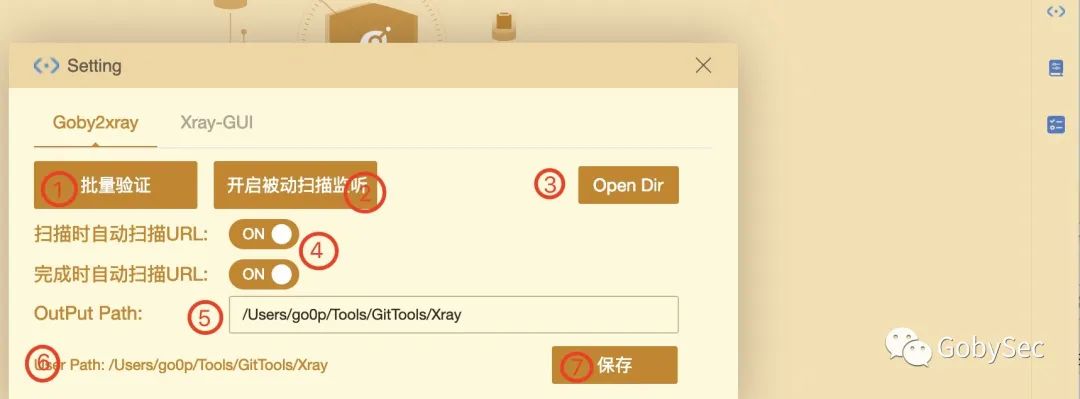 Setting
Goby2xray Xray-GUI
① 批量验证 开启被动扫描监听 ② ③ Open Dir
扫描时自动扫描URL: ON ④
完成时自动扫描URL: ON
OutPut Path: ⑤ /Users/go0p/Tools/GitTools/Xray
⑥ User Path: /Users/go0p/Tools/GitTools/Xray ⑦ 保存
GobySec